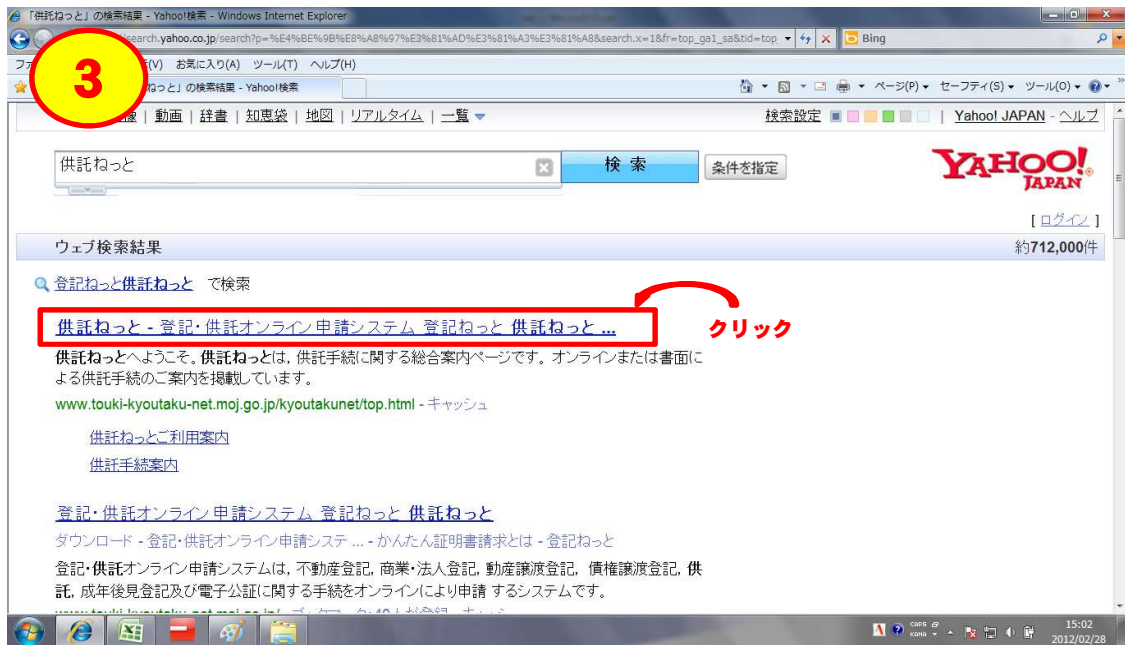 「供託ねっと」の検索結果 - Yahoo!検索 - Windows Internet Explorer
search.yahoo.co.jp/search?p=%E4%BE%9B%E8%A8%97%E3%81%AD%E3%81%A3%E3%81%A8&search.x=1&fr=top_ga1_sa&tid=top
Bing
(V) お気に入り(A) ツール(T) ヘルプ(H)
3
ねっと」の検索結果 - Yahoo!検索
ページ(P) セーフティ(S) ツール(O)
| 動画 | 辞書 | 知恵袋 | 地図 | リアルタイム | 一覧
検索設定 | Yahoo! JAPAN - ヘルプ
供託ねっと
検索
条件を指定
YAHOO! JAPAN
[ ログイン ]
ウェブ検索結果
約712,000件
登記ねっと供託ねっと で検索
供託ねっと - 登記・供託オンライン申請システム 登記ねっと 供託ねっと ...
クリック
供託ねっとへようこそ。供託ねっとは, 供託手続に関する総合案内ページです。オンラインまたは書面に
よる供託手続のご案内を掲載しています。
www.touki-kyoutaku-net.moj.go.jp/kyoutakunet/top.html - キャッシュ
供託ねっとご利用案内
供託手続案内
登記・供託オンライン申請システム 登記ねっと 供託ねっと
ダウンロード - 登記・供託オンライン申請システ ... - かんたん証明書請求とは - 登記ねっと
登記・供託オンライン申請システムは, 不動産登記, 商業・法人登記, 動産譲渡登記, 債権譲渡登記, 供
託, 成年後見登記及び電子公証に関する手続をオンラインにより申請 するシステムです。
CAPS
KANA
15:02
2012/02/28